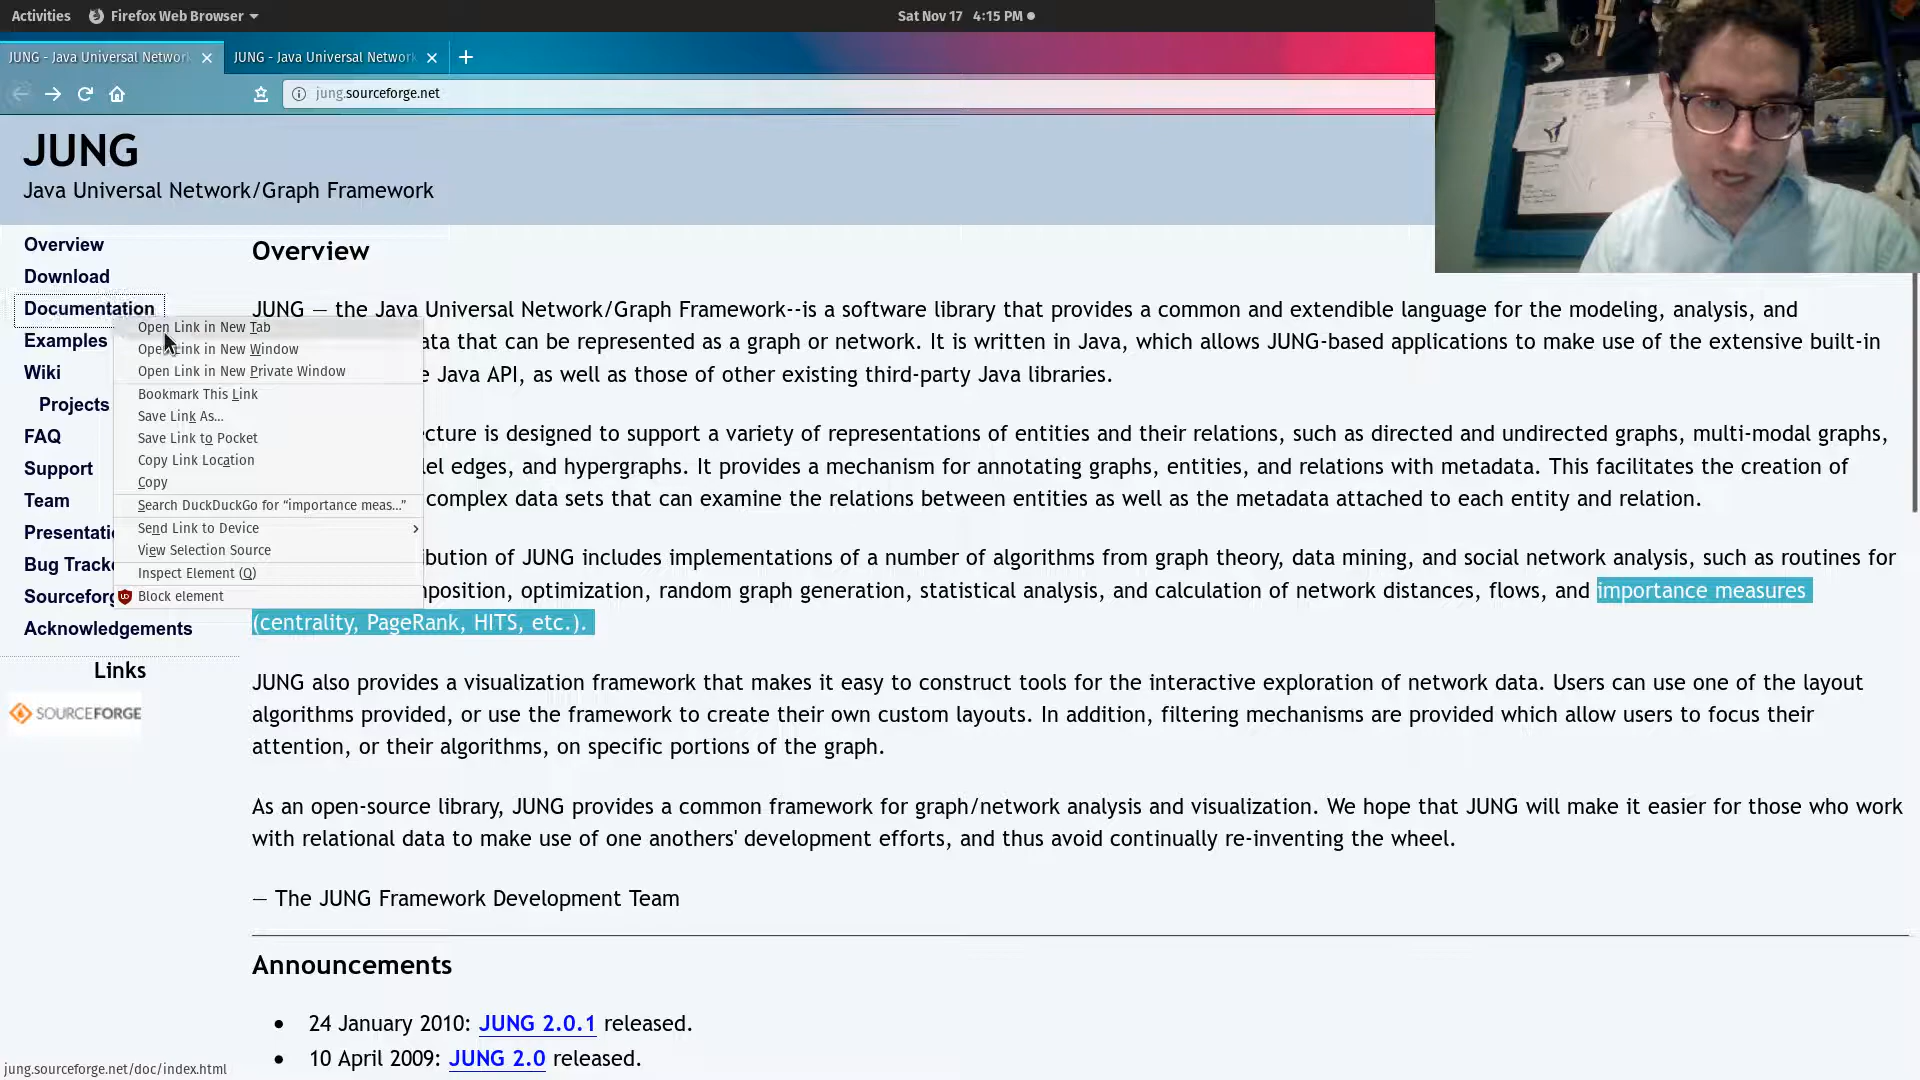 Activities Firefox Web Browser Sat Nov 17 4:15 PM
JUNG - Java Universal Networ JUNG - Java Universal Network
jung.sourceforge.net
JUNG
Java Universal Network/Graph Framework
Overview
Download
Documentation
Examples
Wiki
Projects
FAQ
Support
Team
Presentati
Bug Track
Sourceforg
Acknowledgements
Links
SOURCEFORGE
Open Link in New Tab
Open Link in New Window
Open Link in New Private Window
Bookmark This Link
Save Link As...
Save Link to Pocket
Copy Link Location
Copy
Search DuckDuckGo for “importance meas...”
Send Link to Device
View Selection Source
Inspect Element (Q)
Block element
Overview
JUNG — the Java Universal Network/Graph Framework--is a software library that provides a common and extendible language for the modeling, analysis, and
ata that can be represented as a graph or network. It is written in Java, which allows JUNG-based applications to make use of the extensive built-in
e Java API, as well as those of other existing third-party Java libraries.
cture is designed to support a variety of representations of entities and their relations, such as directed and undirected graphs, multi-modal graphs,
lel edges, and hypergraphs. It provides a mechanism for annotating graphs, entities, and relations with metadata. This facilitates the creation of
complex data sets that can examine the relations between entities as well as the metadata attached to each entity and relation.
bution of JUNG includes implementations of a number of algorithms from graph theory, data mining, and social network analysis, such as routines for
position, optimization, random graph generation, statistical analysis, and calculation of network distances, flows, and importance measures
(centrality, PageRank, HITS, etc.).
JUNG also provides a visualization framework that makes it easy to construct tools for the interactive exploration of network data. Users can use one of the layout
algorithms provided, or use the framework to create their own custom layouts. In addition, filtering mechanisms are provided which allow users to focus their
attention, or their algorithms, on specific portions of the graph.
As an open-source library, JUNG provides a common framework for graph/network analysis and visualization. We hope that JUNG will make it easier for those who work
with relational data to make use of one anothers' development efforts, and thus avoid continually re-inventing the wheel.
— The JUNG Framework Development Team
Announcements
24 January 2010: JUNG 2.0.1 released.
10 April 2009: JUNG 2.0 released.
jung.sourceforge.net/doc/index.html